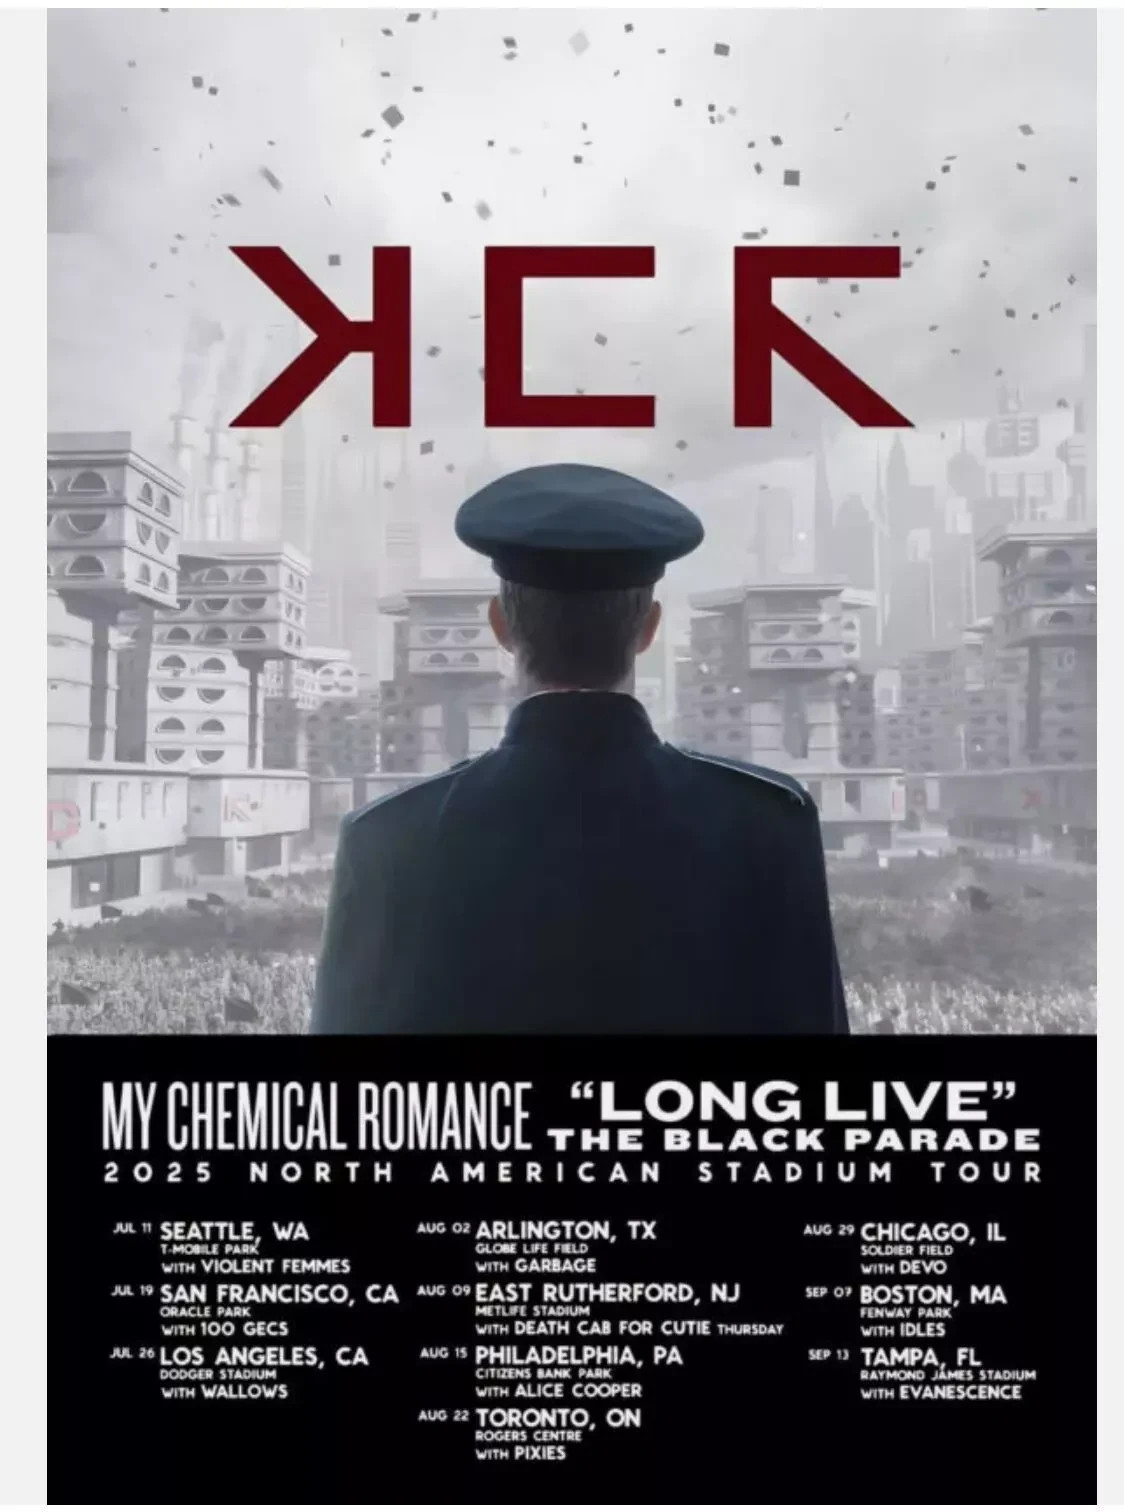 MY CHEMICAL ROMANCE "LONG LIVE"
THE BLACK PARADE
2025 NORTH AMERICAN STADIUM TOUR
JUL 11 SEATTLE, WA
T-MOBILE PARK
WITH VIOLENT FEMMES
JUL 19 SAN FRANCISCO, CA
ORACLE PARK
WITH 100 GECS
JUL 26 LOS ANGELES, CA
DODGER STADIUM
WITH WALLOWS
AUG 02 ARLINGTON, TX
GLOBE LIFE FIELD
WITH GARBAGE
AUG 09 EAST RUTHERFORD, NJ
METLIFE STADIUM
WITH DEATH CAB FOR CUTIE THURSDAY
AUG 15 PHILADELPHIA, PA
CITIZENS BANK PARK
WITH ALICE COOPER
AUG 22 TORONTO, ON
ROGERS CENTRE
WITH PIXIES
AUG 29 CHICAGO, IL
SOLDIER FIELD
WITH DEVO
SEP 07 BOSTON, MA
FENWAY PARK
WITH IDLES
SEP 13 TAMPA, FL
RAYMOND JAMES STADIUM
WITH EVANESCENCE